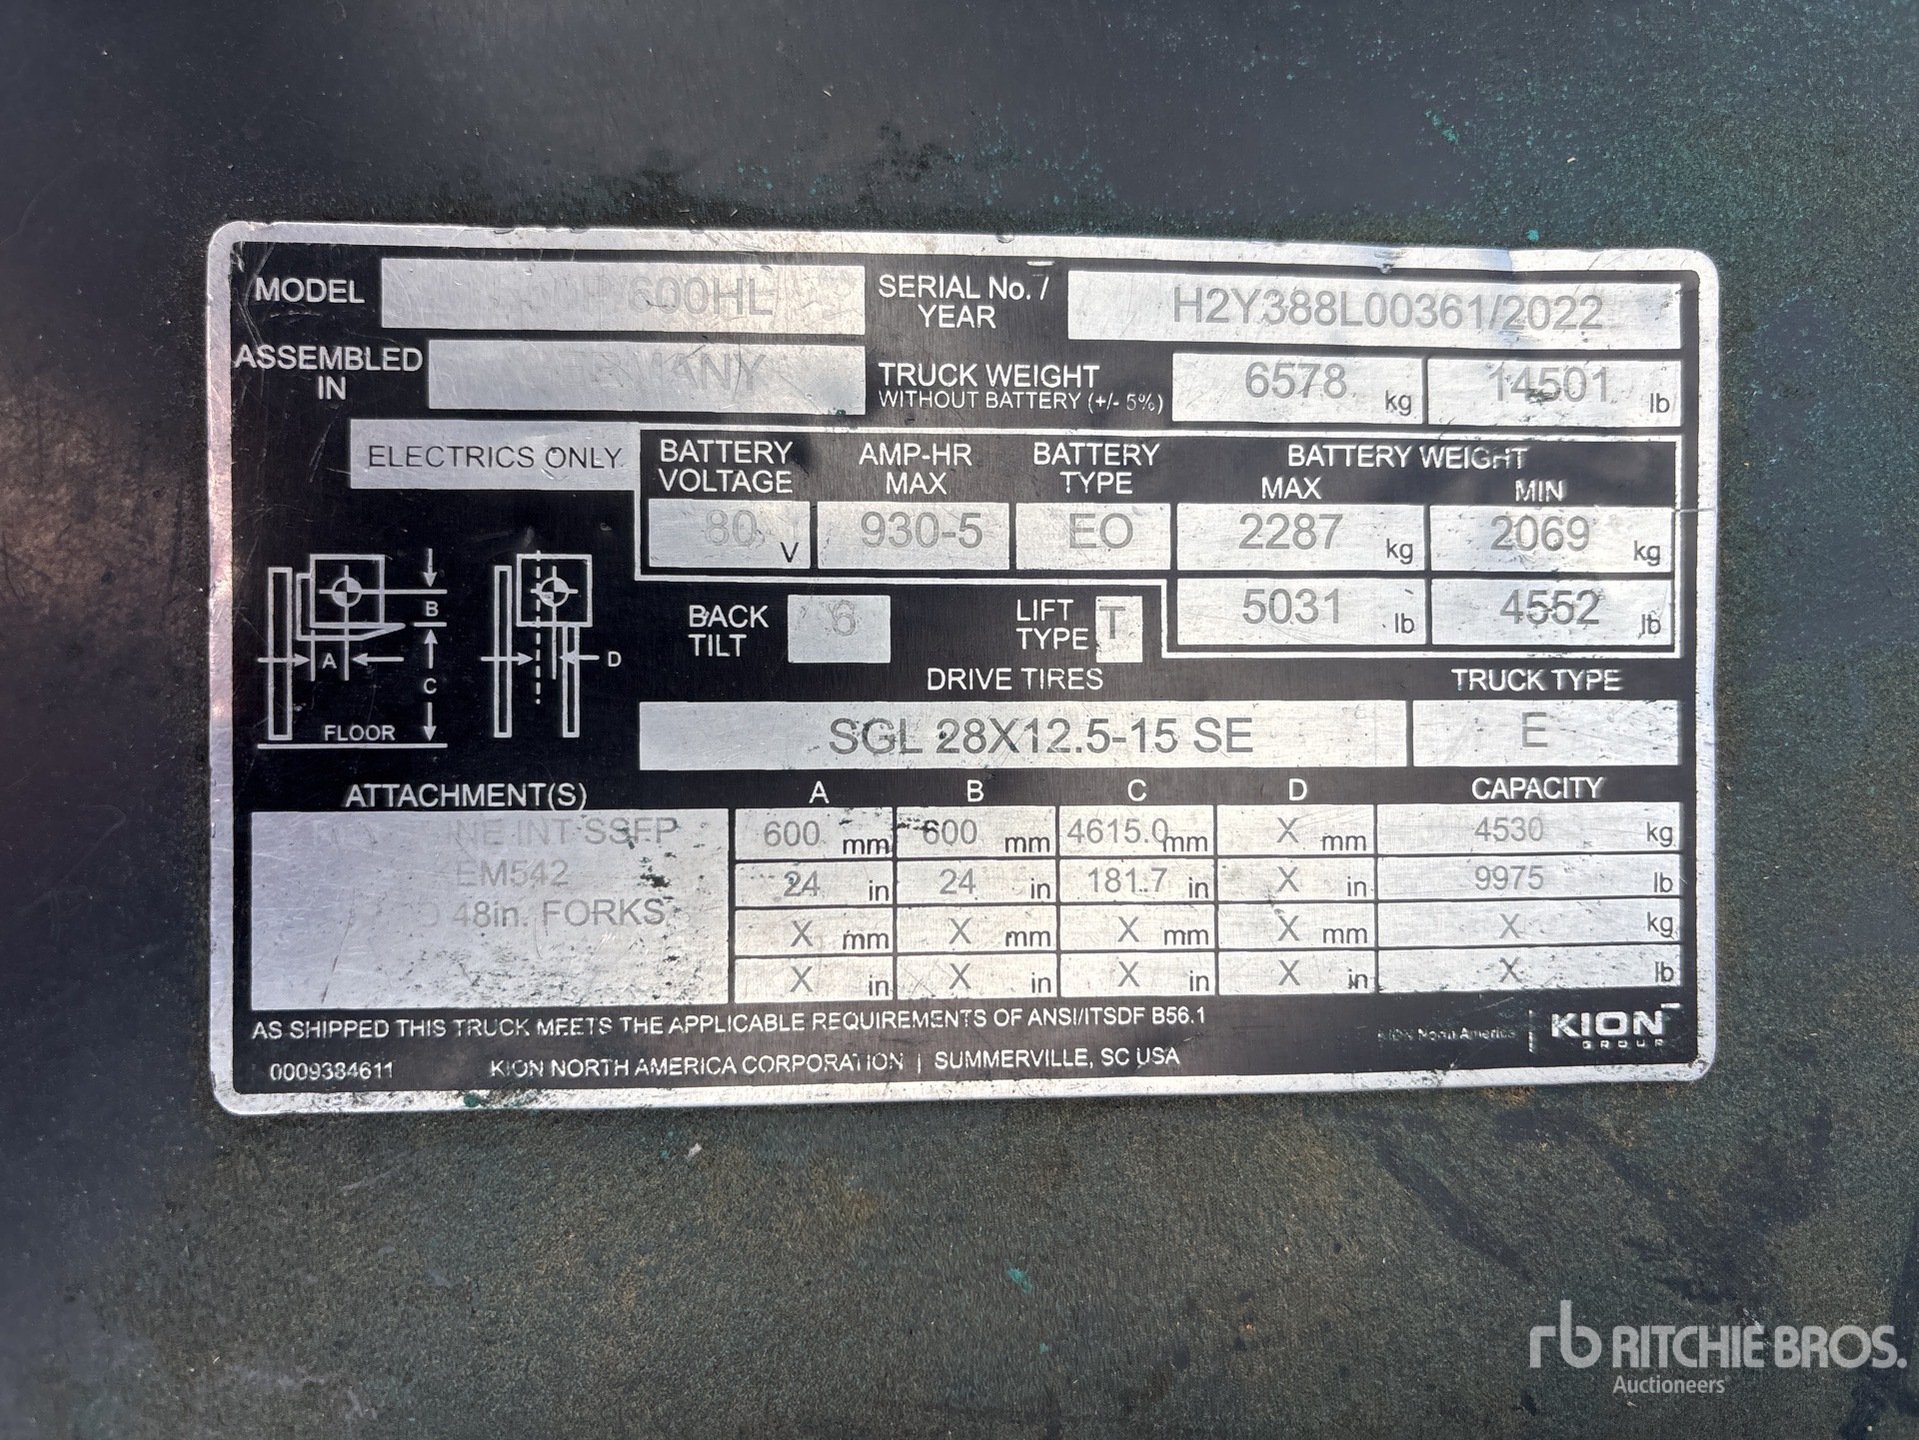 MODEL
/600HL
SERIAL No. /
YEAR
H2Y388L00361/2022
ASSEMBLED
IN
TRUCK WEIGHT
WITHOUT BATTERY (+/- 5%)
6578 kg
14501 lb
ELECTRICS ONLY
BATTERY
VOLTAGE
AMP-HR
MAX
BATTERY
TYPE
BATTERY WEIGHT
MAX
MIN
80 V
930-5
EO
2287 kg
2069 kg
5031 lb
4552 lb
BACK
TILT
6
LIFT
TYPE
T
A
B
C
D
FLOOR
DRIVE TIRES
TRUCK TYPE
SGL 28X12.5-15 SE
E
ATTACHMENT(S)
A B C D CAPACITY
INT SSFP
EM542
48in. FORKS
600 mm 600 mm 4615.0 mm X mm 4530 kg
24 in 24 in 181.7 in X in 9975 lb
X mm X mm X mm X mm X kg
X in X in X in X in X lb
AS SHIPPED THIS TRUCK MEETS THE APPLICABLE REQUIREMENTS OF ANSI/ITSDF B56.1
0009384611
KION NORTH AMERICA CORPORATION | SUMMERVILLE, SC USA
KION North America
KION
GROUP
rb RITCHIE BROS.
Auctioneers